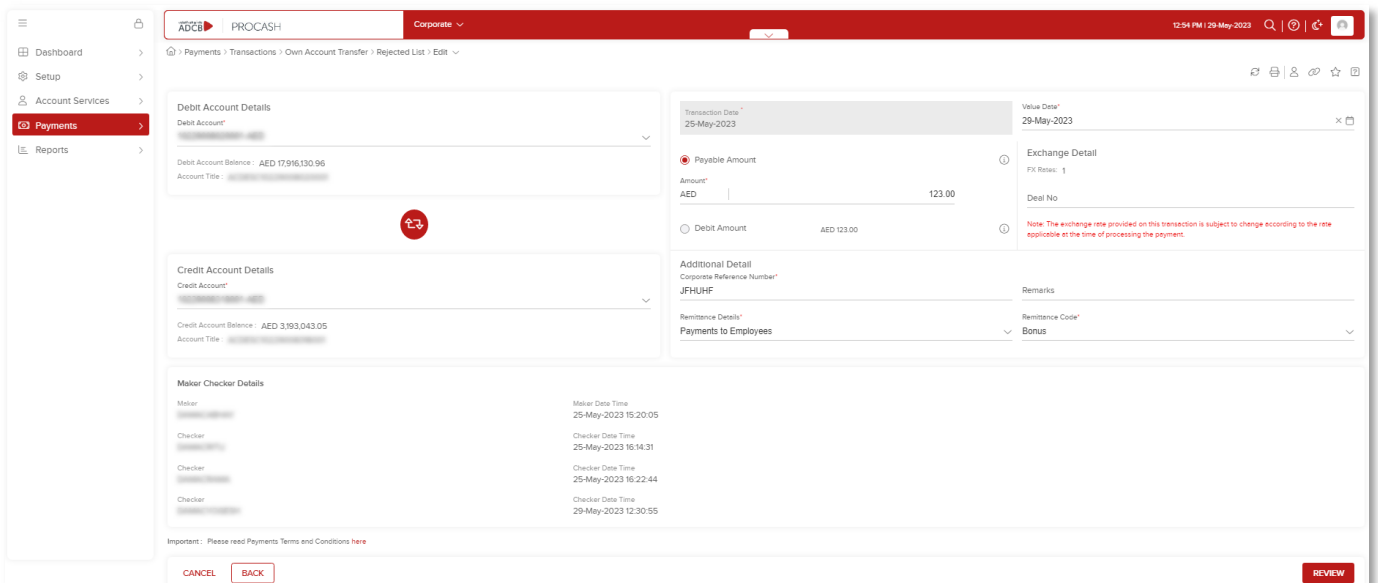 ADCB PROCASH
Corporate
12:54 PM | 29-May-2023
Dashboard
Setup
Account Services
Payments
Reports
> Payments > Transactions > Own Account Transfer > Rejected List > Edit
Debit Account Details
Debit Account*
Debit Account Balance : AED 17,916,130.96
Account Title :
Credit Account Details
Credit Account*
Credit Account Balance : AED 3,193,043.05
Account Title :
Transaction Date*
25-May-2023
Value Date*
29-May-2023
Payable Amount
Amount*
AED 123.00
Debit Amount AED 123.00
Exchange Detail
FX Rates: 1
Deal No
Note: The exchange rate provided on this transaction is subject to change according to the rate
applicable at the time of processing the payment.
Additional Detail
Corporate Reference Number*
JFHUHF
Remarks
Remittance Details*
Payments to Employees
Remittance Code*
Bonus
Maker Checker Details
Maker
Maker Date Time
25-May-2023 15:20:05
Checker
Checker Date Time
25-May-2023 16:14:31
Checker
Checker Date Time
25-May-2023 16:22:44
Checker
Checker Date Time
29-May-2023 12:30:55
Important : Please read Payments Terms and Conditions here
CANCEL
BACK
REVIEW